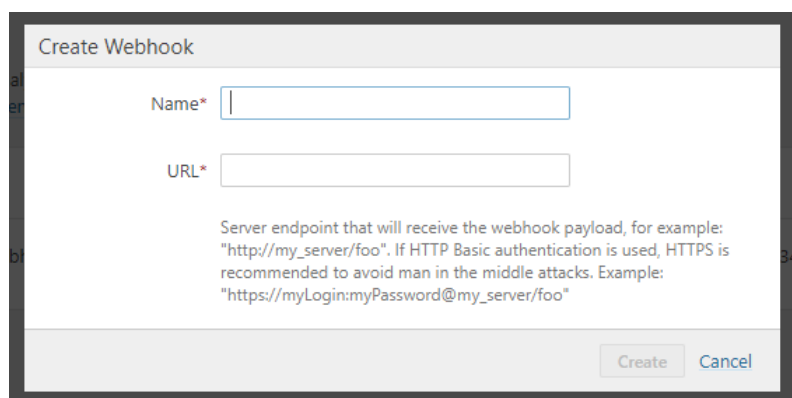 Create Webhook
Name*
URL*
Server endpoint that will receive the webhook payload, for example:
"http://my_server/foo". If HTTP Basic authentication is used, HTTPS is
recommended to avoid man in the middle attacks. Example:
"https://myLogin:myPassword@my_server/foo"
Create Cancel